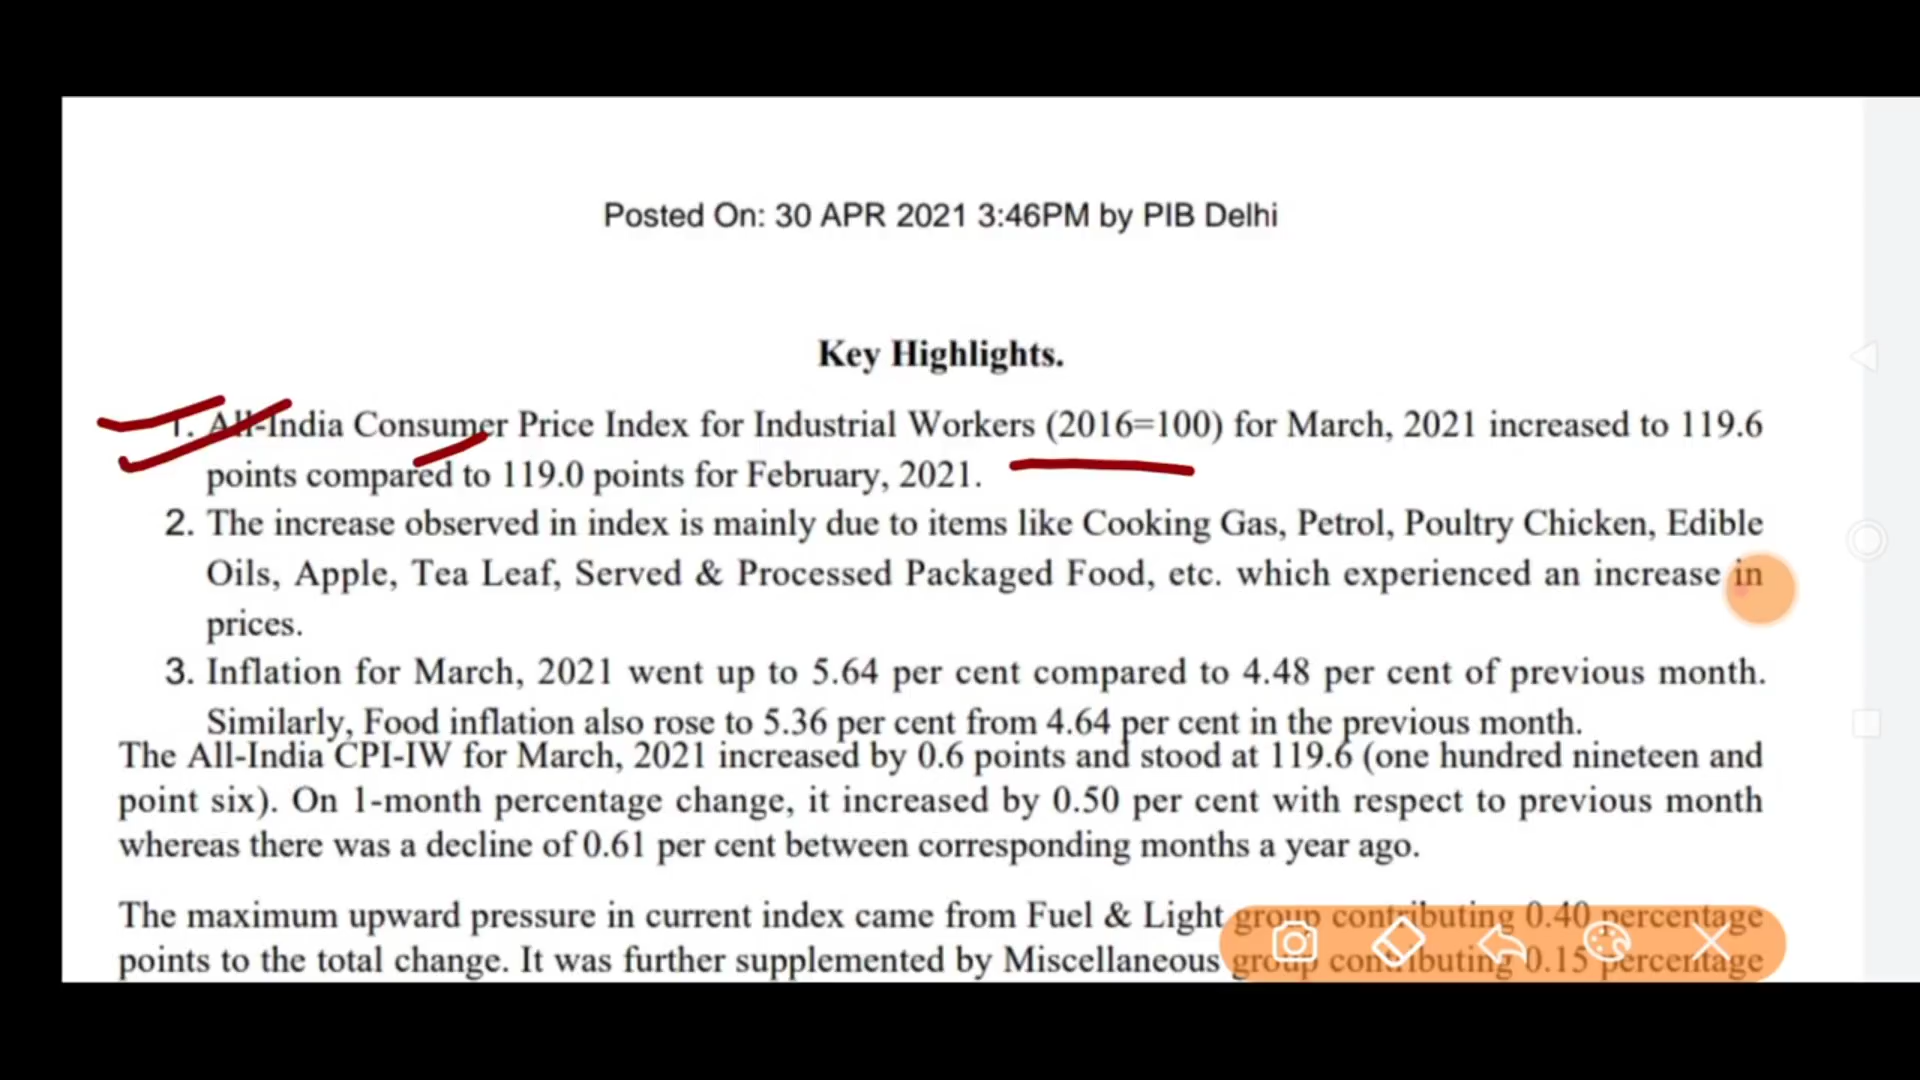 Posted On: 30 APR 2021 3:46PM by PIB Delhi
Key Highlights.
1. All-India Consumer Price Index for Industrial Workers (2016=100) for March, 2021 increased to 119.6
points compared to 119.0 points for February, 2021.
2. The increase observed in index is mainly due to items like Cooking Gas, Petrol, Poultry Chicken, Edible
Oils, Apple, Tea Leaf, Served & Processed Packaged Food, etc. which experienced an increase in
prices.
3. Inflation for March, 2021 went up to 5.64 per cent compared to 4.48 per cent of previous month.
Similarly, Food inflation also rose to 5.36 per cent from 4.64 per cent in the previous month.
The All-India CPI-IW for March, 2021 increased by 0.6 points and stood at 119.6 (one hundred nineteen and
point six). On 1-month percentage change, it increased by 0.50 per cent with respect to previous month
whereas there was a decline of 0.61 per cent between corresponding months a year ago.
The maximum upward pressure in current index came from Fuel & Light group contributing 0.40 percentage
points to the total change. It was further supplemented by Miscellaneous group contributing 0.15 percentage